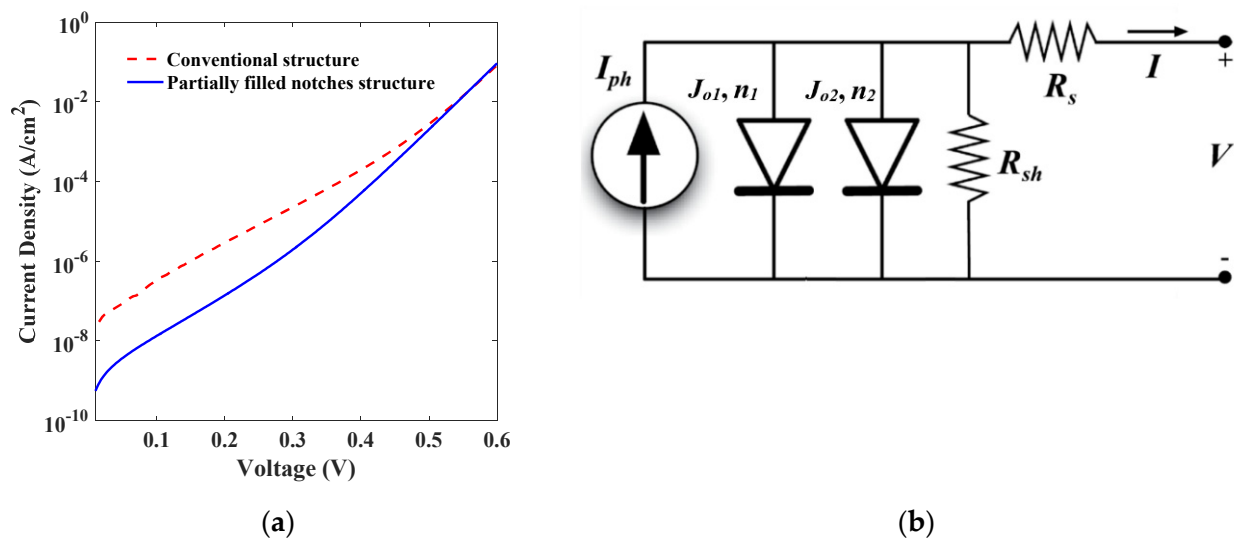 10^0
10^-2
10^-4
10^-6
10^-8
10^-10
Current Density (A/cm^2)
Conventional structure
Partially filled notches structure
0.1 0.2 0.3 0.4 0.5 0.6
Voltage (V)
(a)
I_ph
J_o1, n_1
J_o2, n_2
R_sh
R_s
I
+
V
-
(b)